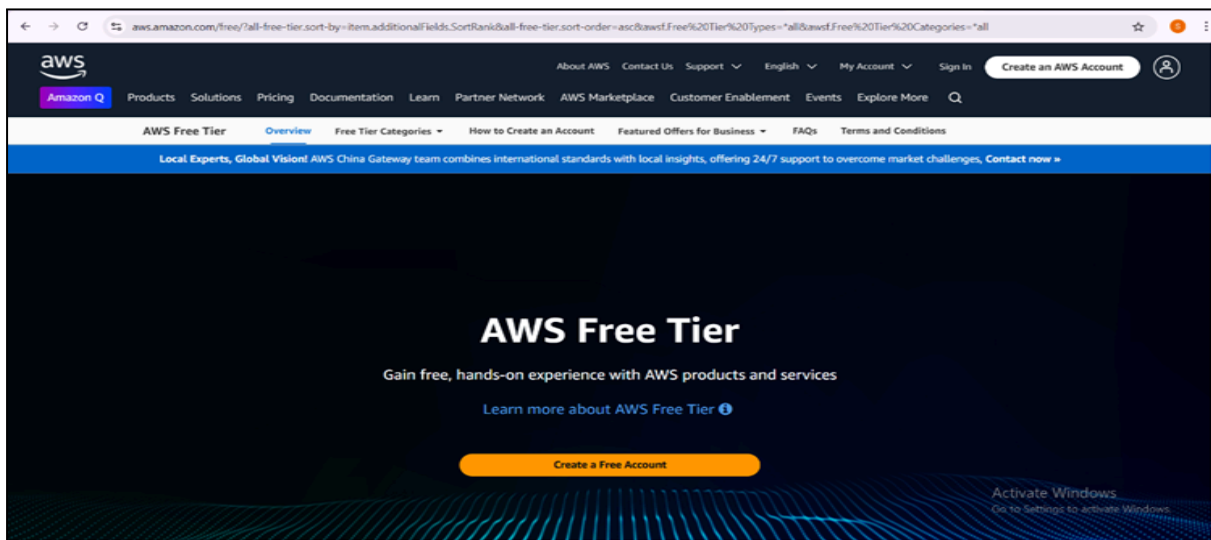 aws.amazon.com/free/?all-free-tier.sort-by=item.additionalFields.SortRank&all-free-tier.sort-order=asc&awsf.Free%20Tier%20Types=*all&awsf.Free%20Tier%20Categories=*all
S
aws
About AWS Contact Us Support English My Account Sign In Create an AWS Account
Amazon Q Products Solutions Pricing Documentation Learn Partner Network AWS Marketplace Customer Enablement Events Explore More
AWS Free Tier Overview Free Tier Categories How to Create an Account Featured Offers for Business FAQs Terms and Conditions
Local Experts, Global Vision! AWS China Gateway team combines international standards with local insights, offering 24/7 support to overcome market challenges, Contact now »
AWS Free Tier
Gain free, hands-on experience with AWS products and services
Learn more about AWS Free Tier
Create a Free Account
Activate Windows
Go to Settings to activate Windows.